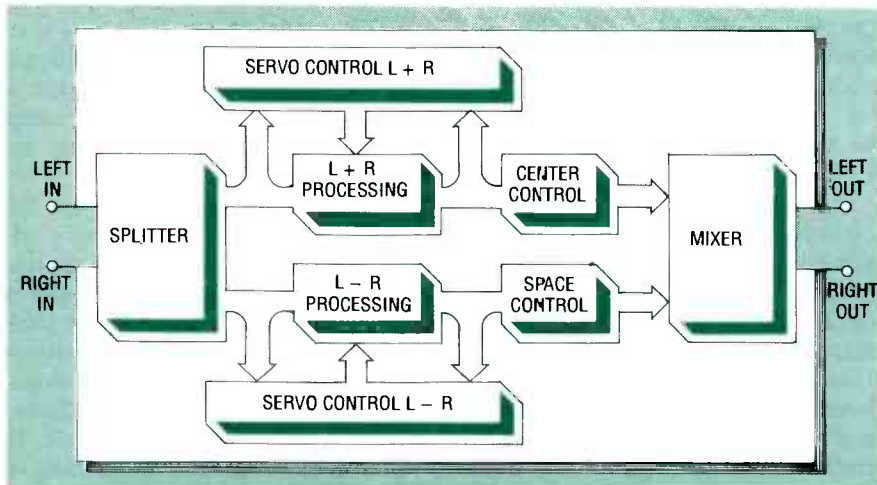 SERVO CONTROL L + R
LEFT
IN
L + R
PROCESSING
CENTER
CONTROL
LEFT
OUT
SPLITTER
MIXER
RIGHT
IN
L − R
PROCESSING
SPACE
CONTROL
RIGHT
OUT
SERVO CONTROL L − R